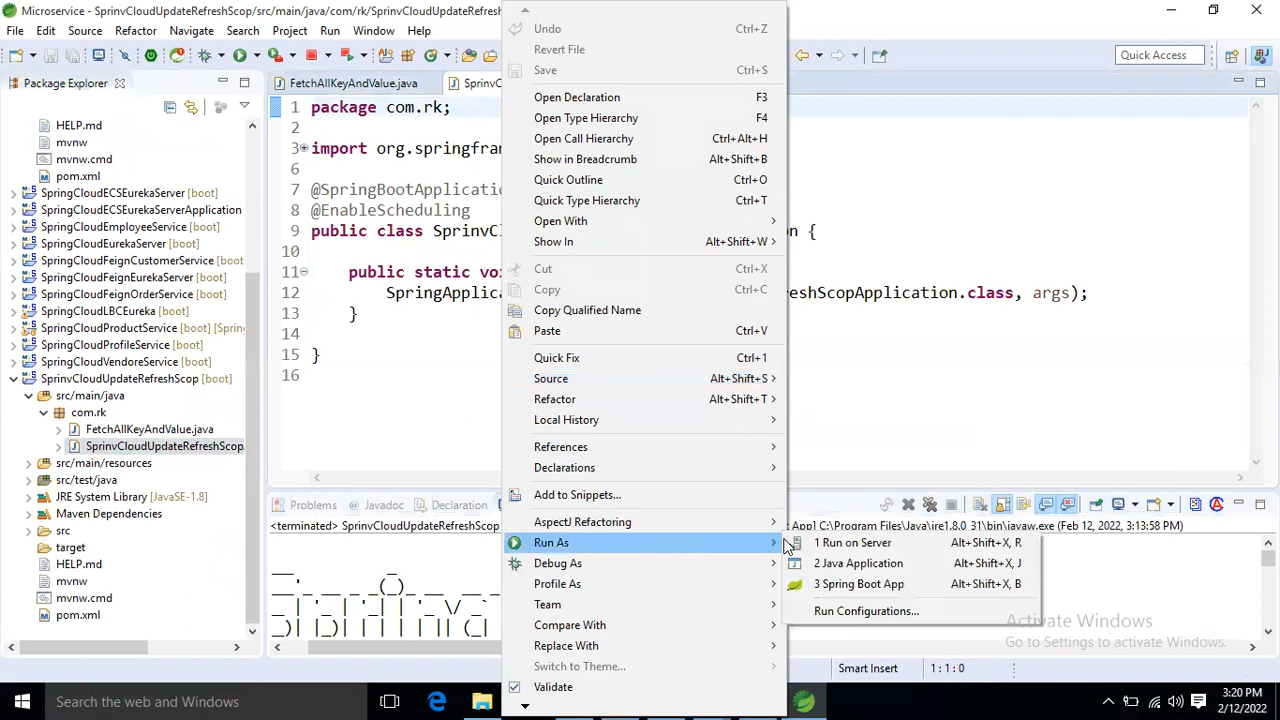 Microservice - SprinvCloudUpdateRefreshScop/src/main/java/com/rk/SprinvCloudUpdateRefreshS
File Edit Source Refactor Navigate Search Project Run Window Help
Quick Access
Package Explorer
HELP.md
mvnw
mvnw.cmd
pom.xml
SpringCloudECSEurekaServer [boot]
SpringCloudECSEurekaServerApplication
SpringCloudEmployeeService [boot]
SpringCloudEurekaServer [boot]
SpringCloudFeignCustomerService [boot]
SpringCloudFeignEurekaServer [boot]
SpringCloudFeignOrderService [boot]
SpringCloudLBCEureka [boot]
SpringCloudProductService [boot] [Spring
SpringCloudProfileService [boot]
SpringCloudVendoreService [boot]
SprinvCloudUpdateRefreshScop [boot]
src/main/java
com.rk
FetchAllKeyAndValue.java
SprinvCloudUpdateRefreshScop
src/main/resources
src/test/java
JRE System Library [JavaSE-1.8]
Maven Dependencies
src
target
HELP.md
mvnw
mvnw.cmd
pom.xml
FetchAllKeyAndValue.java
Sprinv
1 package com.rk;
2
3 import org.springfra
6
7 @SpringBootApplicatio
8 @EnableScheduling
9 public class SprinvC n {
10
11 public static vo
12 SpringApplica reshScopApplication.class, args);
13 }
14
15 }
16
Problems Javadoc Declaration
<terminated> SprinvCloudUpdateRefreshScop App] C:\Program Files\Java\jre1.8.0_31\bin\javaw.exe (Feb 12, 2022, 3:13:58 PM)
Undo Ctrl+Z
Revert File
Save Ctrl+S
Open Declaration F3
Open Type Hierarchy F4
Open Call Hierarchy Ctrl+Alt+H
Show in Breadcrumb Alt+Shift+B
Quick Outline Ctrl+O
Quick Type Hierarchy Ctrl+T
Open With
Show In Alt+Shift+W
Cut Ctrl+X
Copy Ctrl+C
Copy Qualified Name
Paste Ctrl+V
Quick Fix Ctrl+1
Source Alt+Shift+S
Refactor Alt+Shift+T
Local History
References
Declarations
Add to Snippets...
AspectJ Refactoring
Run As
Debug As
Profile As
Team
Compare With
Replace With
Switch to Theme...
Validate
1 Run on Server Alt+Shift+X, R
2 Java Application Alt+Shift+X, J
3 Spring Boot App Alt+Shift+X, B
Run Configurations...
Activate Windows
Go to Settings to activate Windows.
Smart Insert 1 : 1 : 0
Search the web and Windows
3:20 PM
2/12/2022